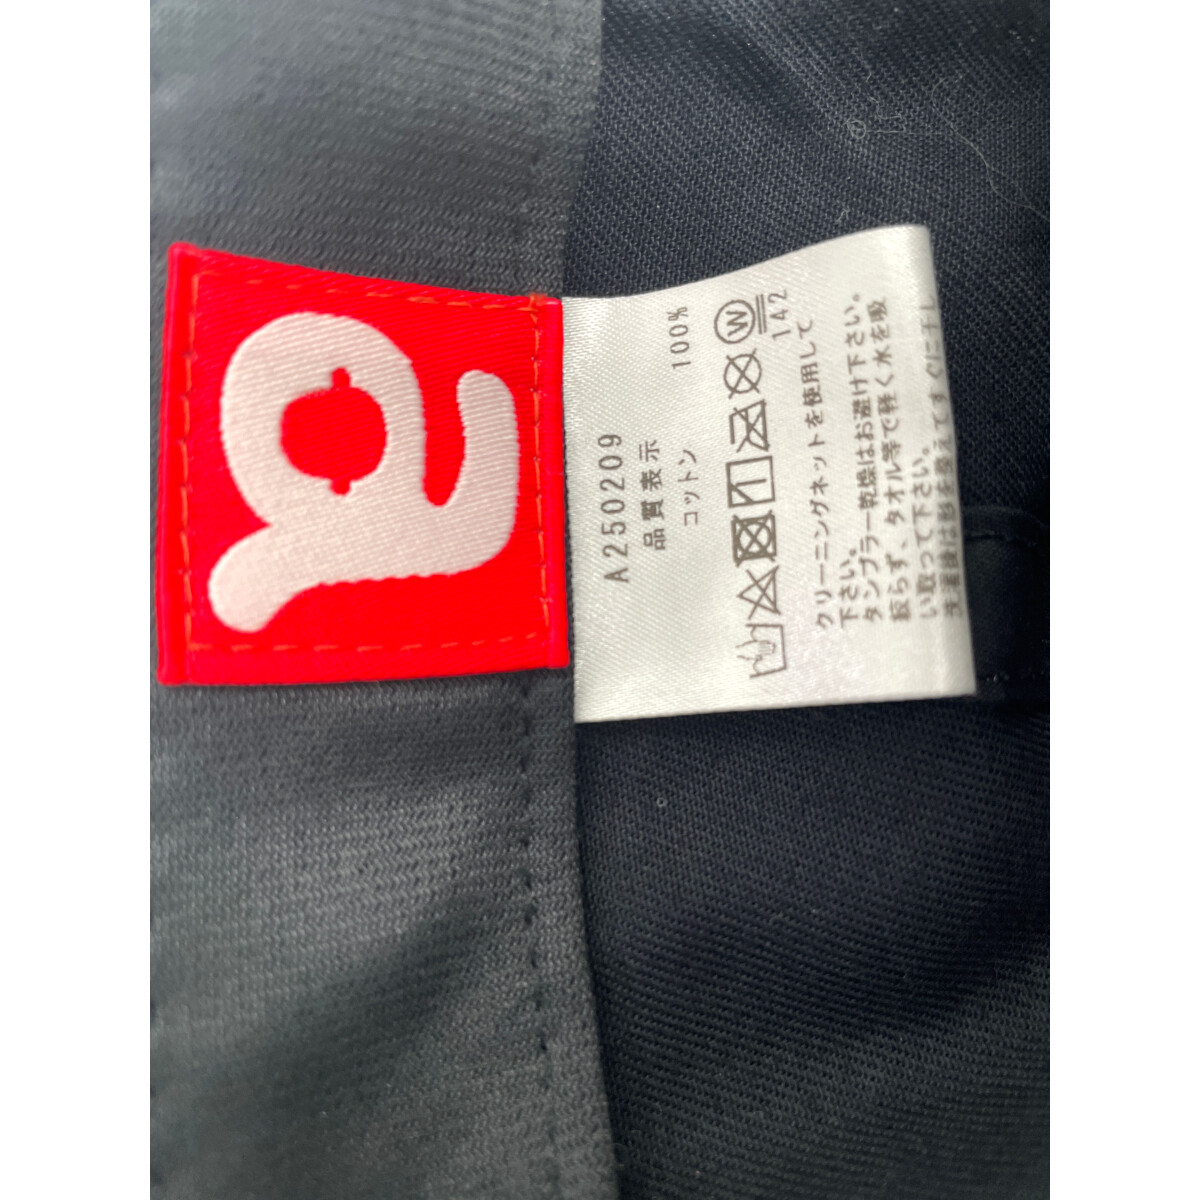 A250209
品質表示
コットン 100%
W
142
クリーニングネットを使用して
下さい。
タンブラー乾燥はお避け下さい。
絞らず、タオル等で軽く水を吸
い取って下さい。